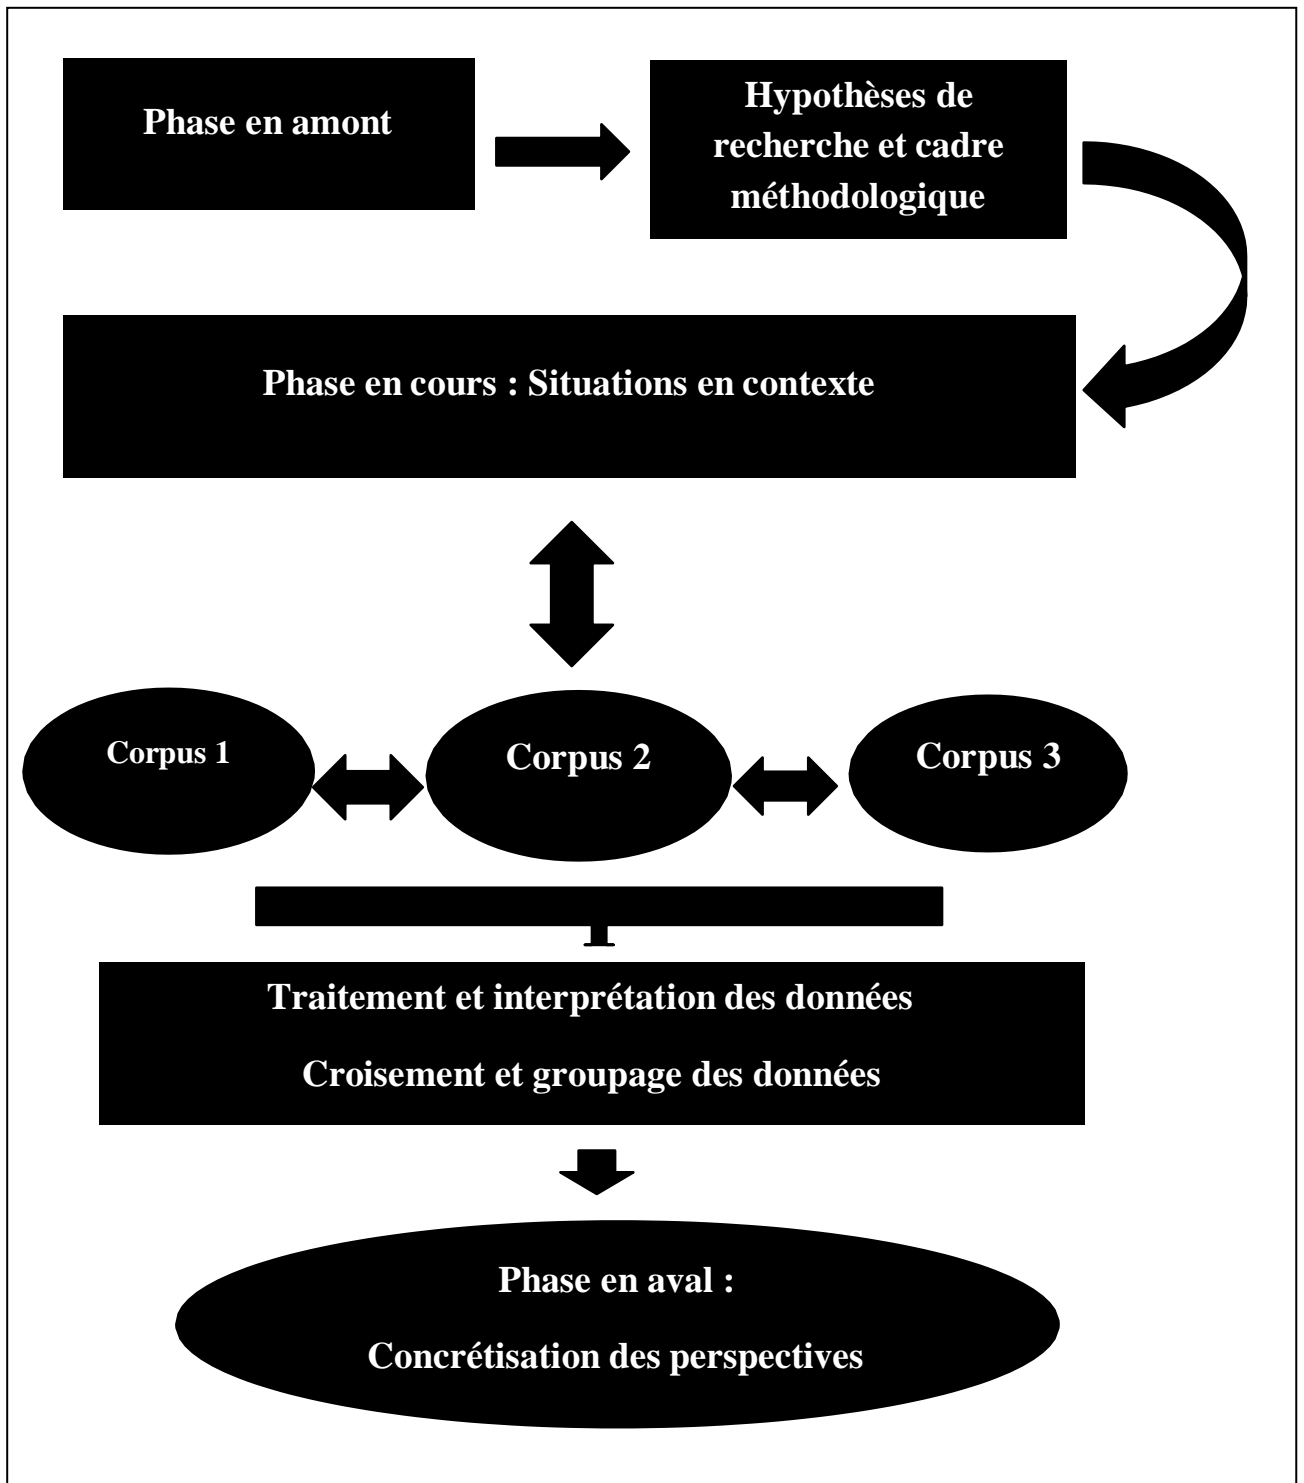 Phase en amont
Hypothèses de
recherche et cadre
méthodologique
Phase en cours : Situations en contexte
Corpus 1
Corpus 2
Corpus 3
Traitement et interprétation des données
Croisement et groupage des données
Phase en aval :
Concrétisation des perspectives